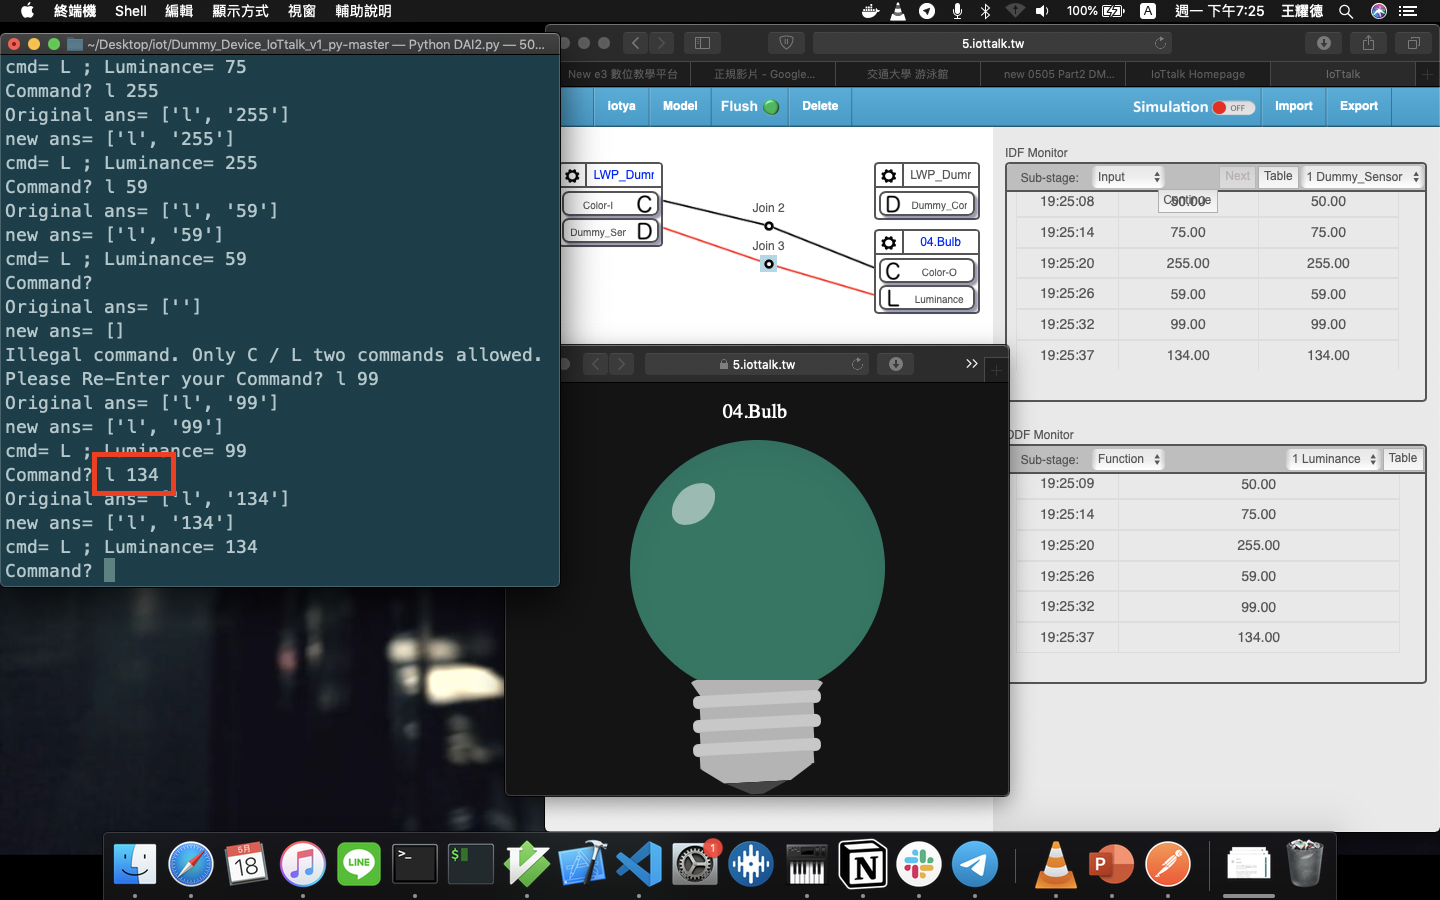 終端機 Shell 編輯 顯示方式 視窗 輔助說明 100% A 週一 下午7:25 王耀德
~/Desktop/iot/Dummy_Device_IoTtalk_v1_py-master — Python DAI2.py — 50...
cmd= L ; Luminance= 75
Command? l 255
Original ans= ['l', '255']
new ans= ['l', '255']
cmd= L ; Luminance= 255
Command? l 59
Original ans= ['l', '59']
new ans= ['l', '59']
cmd= L ; Luminance= 59
Command?
Original ans= ['']
new ans= []
Illegal command. Only C / L two commands allowed.
Please Re-Enter your Command? l 99
Original ans= ['l', '99']
new ans= ['l', '99']
cmd= L ; Luminance= 99
Command? l 134
Original ans= ['l', '134']
new ans= ['l', '134']
cmd= L ; Luminance= 134
Command?
5.iottalk.tw
New e3 數位教學平台 正規影片 - Google... 交通大學 游泳館 new 0505 Part2 DM... IoTtalk Homepage IoTtalk
iotya Model Flush Delete Simulation OFF Import Export
LWP_Dumr
Color-I C
Dummy_Ser D
Join 2
Join 3
LWP_Dumr
D Dummy_Cor
04.Bulb
C Color-O
L Luminance
IDF Monitor
Sub-stage: Input Next Table 1 Dummy_Sensor
Continue
19:25:08 50.00 50.00
19:25:14 75.00 75.00
19:25:20 255.00 255.00
19:25:26 59.00 59.00
19:25:32 99.00 99.00
19:25:37 134.00 134.00
ODF Monitor
Sub-stage: Function 1 Luminance Table
19:25:09 50.00
19:25:14 75.00
19:25:20 255.00
19:25:26 59.00
19:25:32 99.00
19:25:37 134.00
5.iottalk.tw
04.Bulb
5月
18
LINE
>_
$
1
N
P